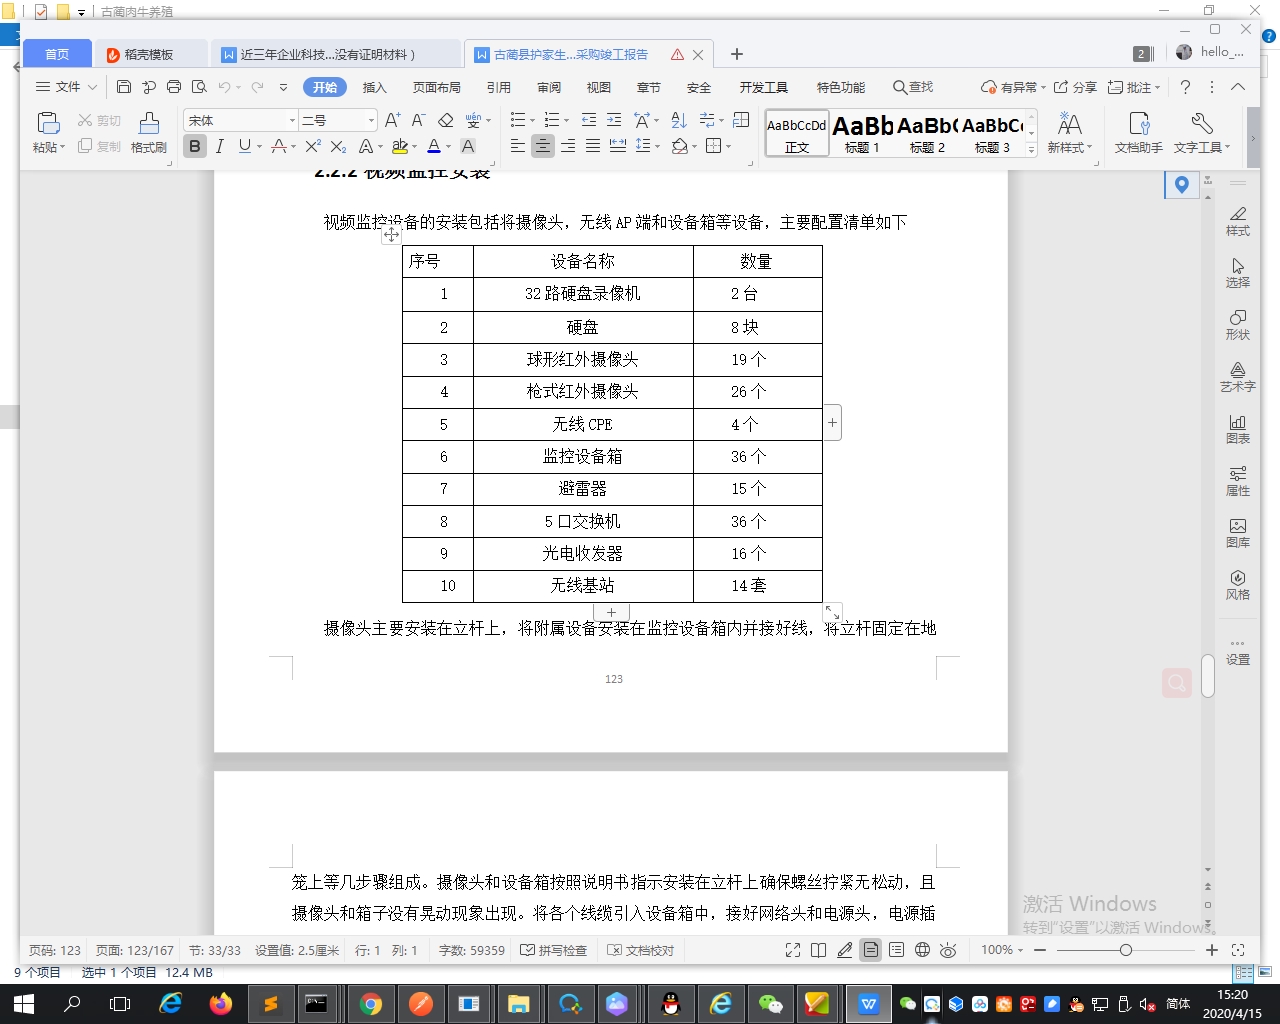 古蔺肉牛养殖
首页
稻壳模板
近三年企业科技...没有证明材料）
古蔺县护家生...采购竣工报告
2
hello_...
文件
开始
插入
页面布局
引用
审阅
视图
章节
安全
开发工具
特色功能
查找
有异常
分享
批注
粘贴
剪切
复制
格式刷
宋体
二号
AaBbCcDd
正文
AaBb
标题 1
AaBb(
标题 2
AaBbC(
标题 3
新样式
文档助手
文字工具
2.2.2 视频监控安装
视频监控设备的安装包括将摄像头，无线 AP 端和设备箱等设备，主要配置清单如下
序号 设备名称 数量
1 32 路硬盘录像机 2 台
2 硬盘 8 块
3 球形红外摄像头 19 个
4 枪式红外摄像头 26 个
5 无线 CPE 4 个
6 监控设备箱 36 个
7 避雷器 15 个
8 5 口交换机 36 个
9 光电收发器 16 个
10 无线基站 14 套
摄像头主要安装在立杆上，将附属设备安装在监控设备箱内并接好线，将立杆固定在地
123
笼上等几步骤组成。摄像头和设备箱按照说明书指示安装在立杆上确保螺丝拧紧无松动，且
摄像头和箱子没有晃动现象出现。将各个线缆引入设备箱中，接好网络头和电源头，电源插
样式
选择
形状
艺术字
图表
属性
图库
风格
设置
激活 Windows
转到"设置"以激活 Windows。
页码: 123
页面: 123/167
节: 33/33
设置值: 2.5厘米
行: 1
列: 1
字数: 59359
拼写检查
文档校对
100%
9 个项目
选中 1 个项目
12.4 MB
简体
15:20
2020/4/15